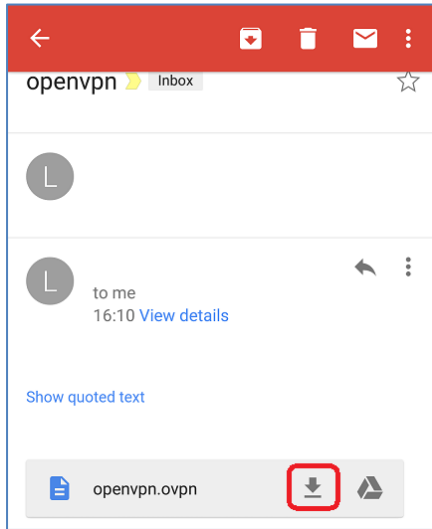 openvpn Inbox
L
L
to me
16:10 View details
Show quoted text
openvpn.ovpn